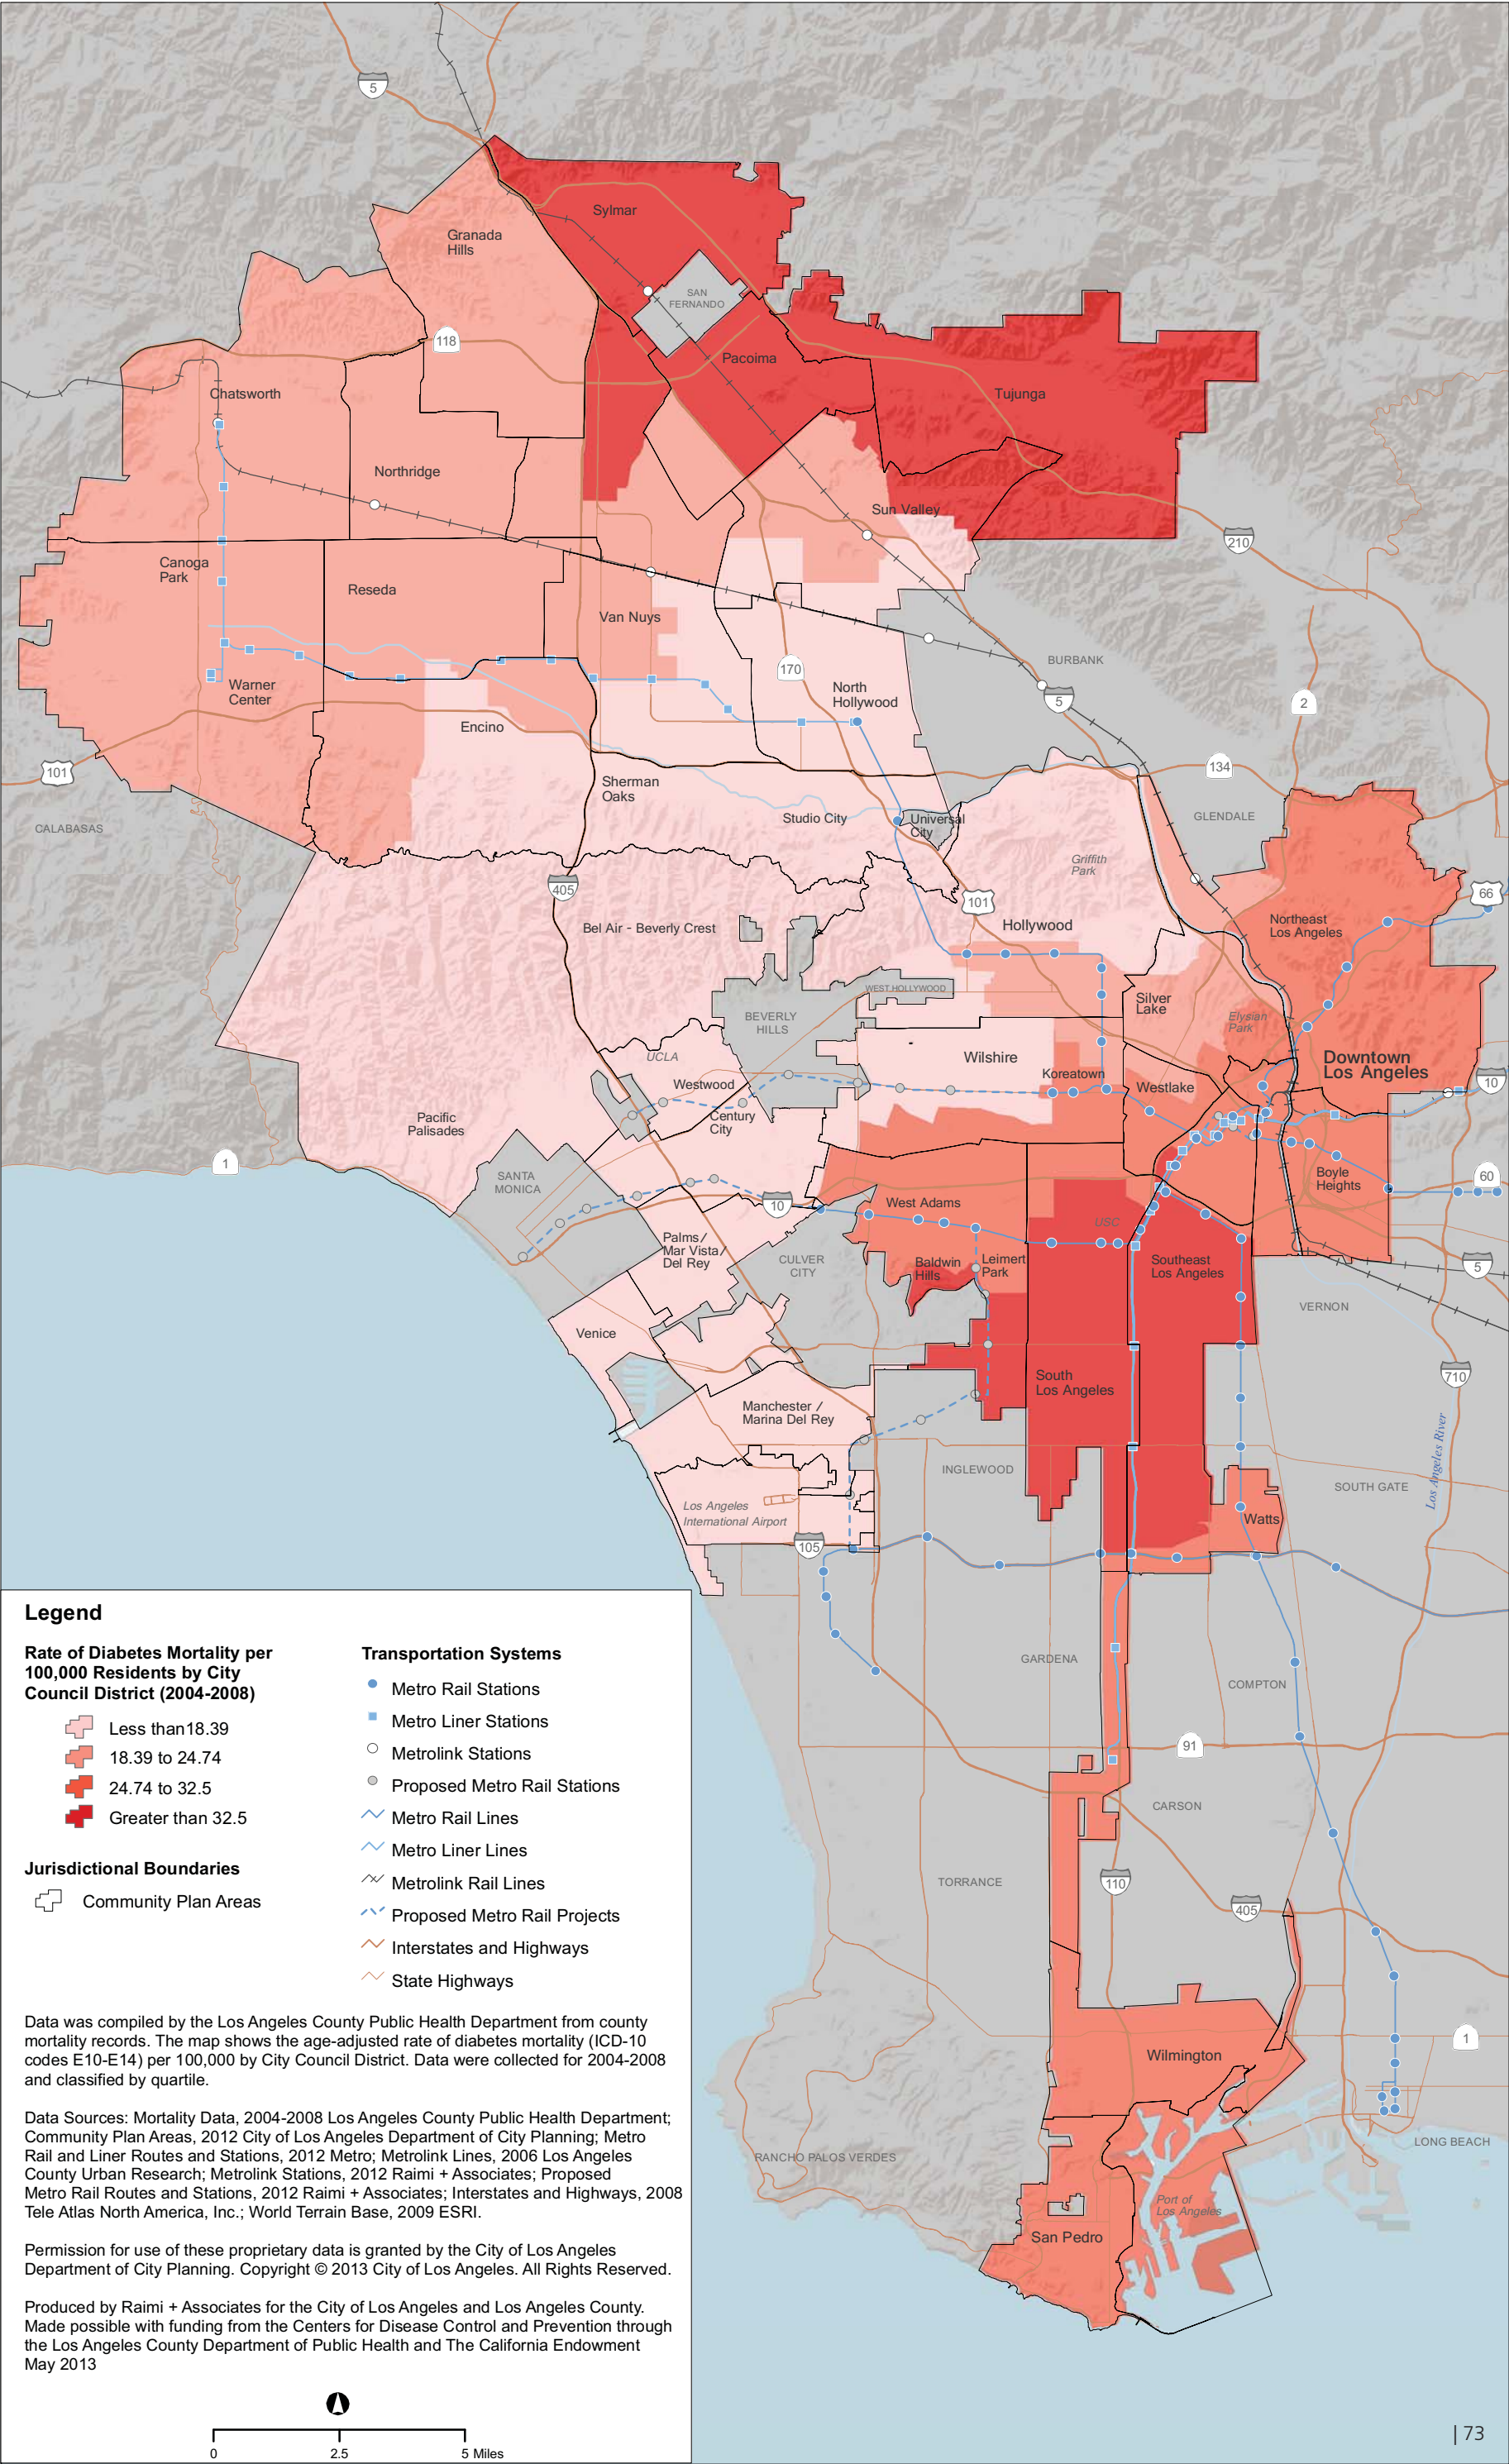 5
Sylmar
Granada
Hills
SAN
FERNANDO
118
Pacoima
Chatsworth
Tujunga
Northridge
Sun Valley
210
Canoga
Park
Reseda
Van Nuys
BURBANK
170
2
5
Warner
Center
North
Hollywood
Encino
101
134
Sherman
Oaks
CALABASAS
Studio City
Universal
City
GLENDALE
Griffith
Park
405
101
66
Bel Air - Beverly Crest
Hollywood
Northeast
Los Angeles
WEST HOLLYWOOD
Silver
Lake
BEVERLY
HILLS
Elysian
Park
UCLA
Wilshire
Downtown
Los Angeles
Koreatown
10
Westwood
Westlake
Century
City
Pacific
Palisades
1
SANTA
MONICA
Boyle
Heights
60
10
West Adams
USC
Palms/
Mar Vista/
Del Rey
CULVER
CITY
Baldwin
Hills
Leimert
Park
Southeast
Los Angeles
5
VERNON
Venice
South
Los Angeles
710
Manchester /
Marina Del Rey
INGLEWOOD
Los Angeles River
SOUTH GATE
Los Angeles
International Airport
Watts
105
GARDENA
COMPTON
91
CARSON
TORRANCE
110
405
1
Wilmington
LONG BEACH
RANCHO PALOS VERDES
Port of
Los Angeles
San Pedro
Legend
Rate of Diabetes Mortality per
100,000 Residents by City
Council District (2004-2008)
Less than18.39
18.39 to 24.74
24.74 to 32.5
Greater than 32.5
Jurisdictional Boundaries
Community Plan Areas
Transportation Systems
Metro Rail Stations
Metro Liner Stations
Metrolink Stations
Proposed Metro Rail Stations
Metro Rail Lines
Metro Liner Lines
Metrolink Rail Lines
Proposed Metro Rail Projects
Interstates and Highways
State Highways
Data was compiled by the Los Angeles County Public Health Department from county
mortality records. The map shows the age-adjusted rate of diabetes mortality (ICD-10
codes E10-E14) per 100,000 by City Council District. Data were collected for 2004-2008
and classified by quartile.
Data Sources: Mortality Data, 2004-2008 Los Angeles County Public Health Department;
Community Plan Areas, 2012 City of Los Angeles Department of City Planning; Metro
Rail and Liner Routes and Stations, 2012 Metro; Metrolink Lines, 2006 Los Angeles
County Urban Research; Metrolink Stations, 2012 Raimi + Associates; Proposed
Metro Rail Routes and Stations, 2012 Raimi + Associates; Interstates and Highways, 2008
Tele Atlas North America, Inc.; World Terrain Base, 2009 ESRI.
Permission for use of these proprietary data is granted by the City of Los Angeles
Department of City Planning. Copyright © 2013 City of Los Angeles. All Rights Reserved.
Produced by Raimi + Associates for the City of Los Angeles and Los Angeles County.
Made possible with funding from the Centers for Disease Control and Prevention through
the Los Angeles County Department of Public Health and The California Endowment
May 2013
0 2.5 5 Miles
| 73